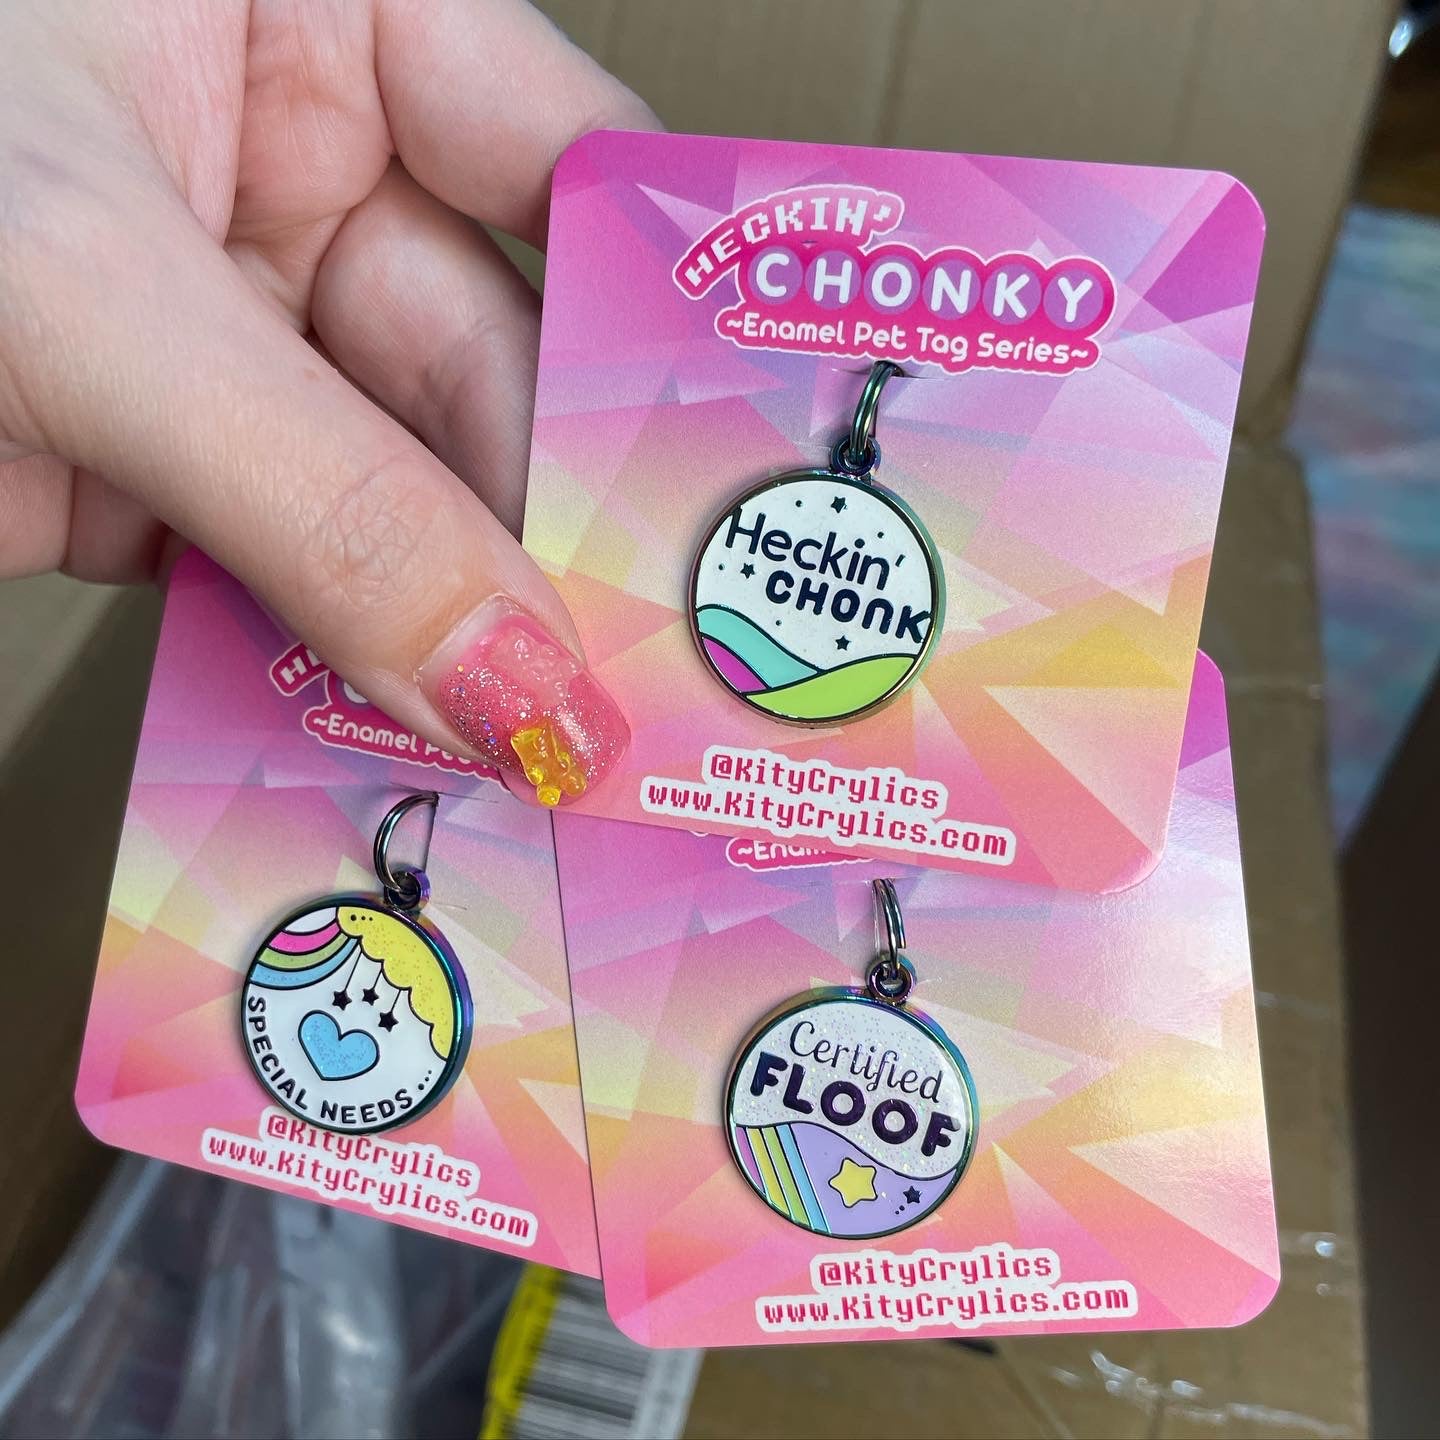 HECKIN'
CHONKY
~Enamel Pet Tag Series~
Heckin'
CHONK
@KityCrylics
www.KityCrylics.com
~Enamel
SPECIAL NEEDS...
@KityCrylics
www.KityCrylics.com
~Enam
Certified
FLOOF
@KityCrylics
www.KityCrylics.com